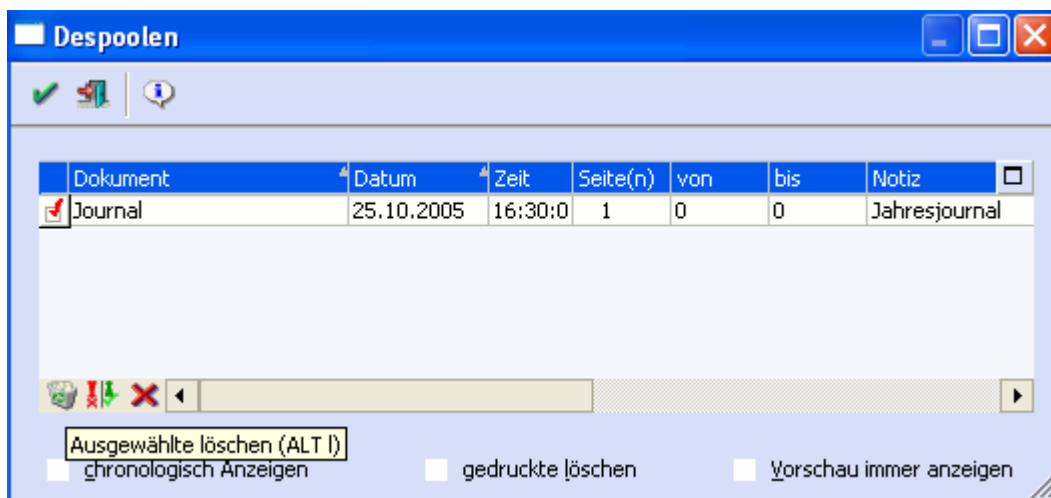 Despoolen
Dokument Datum Zeit Seite(n) von bis Notiz
Journal 25.10.2005 16:30:0 1 0 0 Jahresjournal
Ausgewählte löschen (ALT l)
chronologisch Anzeigen gedruckte löschen Vorschau immer anzeigen